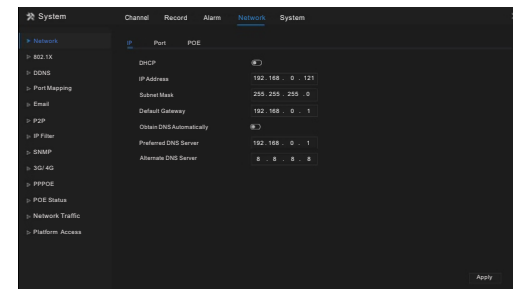 System
Channel Record Alarm Network System
Network
802.1X
DDNS
Port Mapping
Email
P2P
IP Filter
SNMP
3G/ 4G
PPPOE
POE Status
Network Traffic
Platform Access
IP Port POE
DHCP
IP Address 192 . 168 . 0 . 121
Subnet Mask 255 . 255 . 255 . 0
Default Gateway 192 . 168 . 0 . 1
Obtain DNS Automatically
Preferred DNS Server 192 . 168 . 0 . 1
Alternate DNS Server 8 . 8 . 8 . 8
Apply